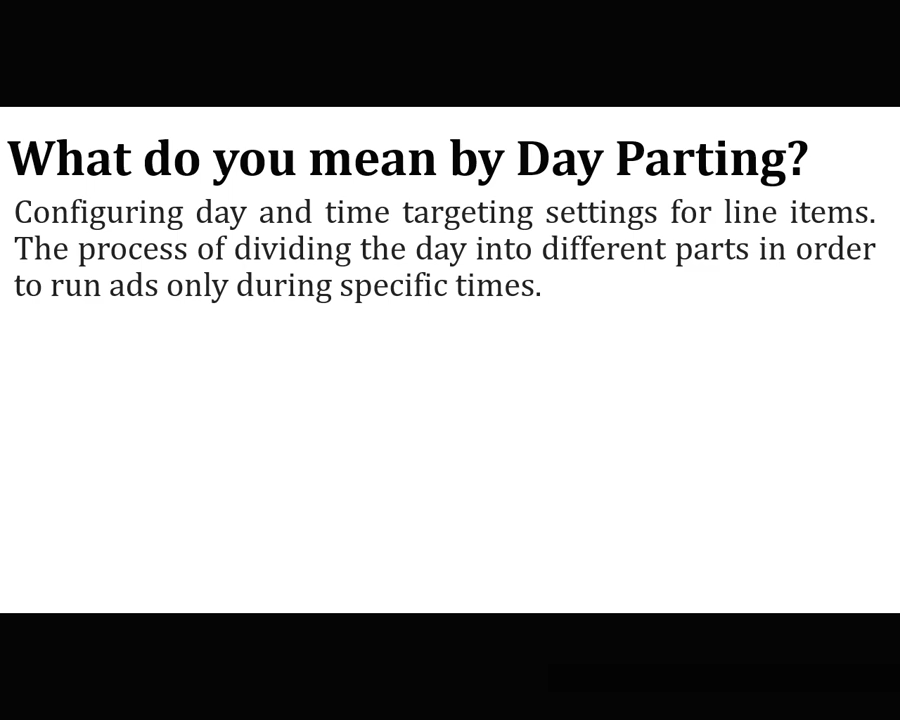 What do you mean by Day Parting?
Configuring day and time targeting settings for line items.
The process of dividing the day into different parts in order
to run ads only during specific times.